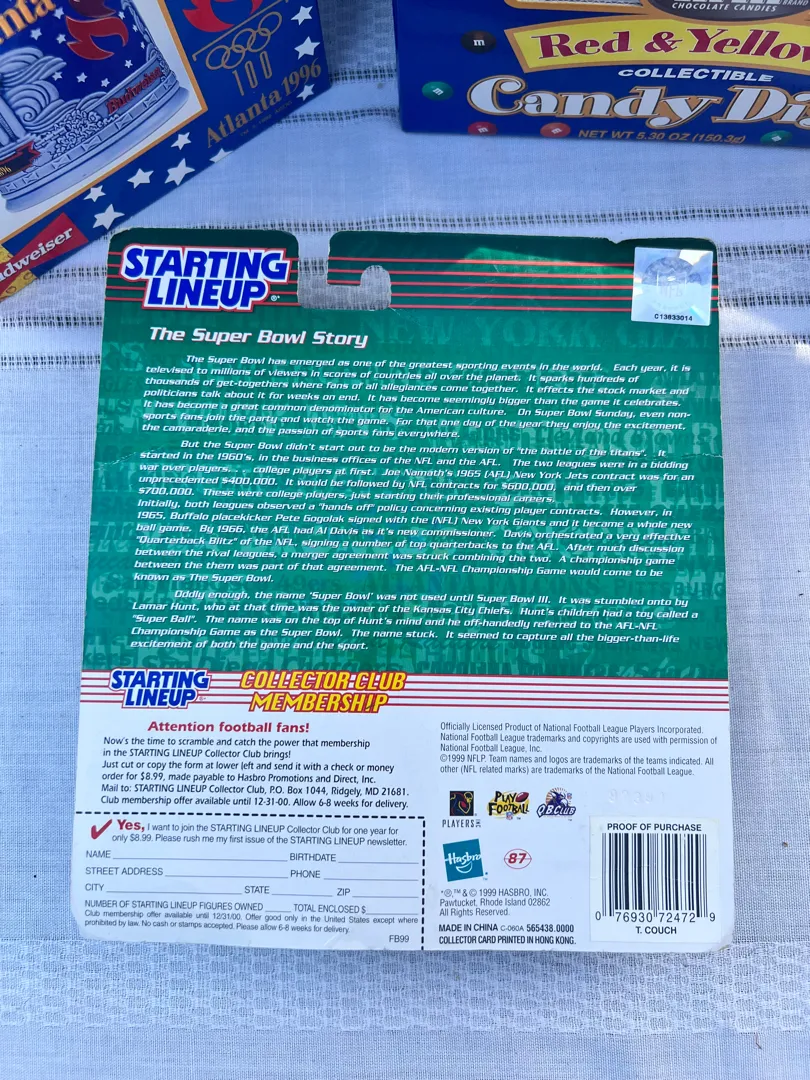 100
Atlanta 1996
Budweiser
CHOCOLATE CANDIES
BRAND
Red & Yellow
COLLECTIBLE
Candy Di
NET WT 5.30 OZ (150.3g)
m
m
m
STARTING
LINEUP®
C13633014
The Super Bowl Story
The Super Bowl has emerged as one of the greatest sporting events in the world. Each year, it is
televised to millions of viewers in scores of countries all over the planet. It sparks hundreds of
thousands of get-togethers where fans of all allegiances come together. It effects the stock market and
politicians talk about it for weeks on end. It has become seemingly bigger than the game it celebrates.
It has become a great common denominator for the American culture. On Super Bowl Sunday, even non-
sports fans join the party and watch the game. For that one day of the year they enjoy the excitement,
the camaraderie, and the passion of sports fans everywhere.
But the Super Bowl didn't start out to be the modern version of "the battle of the titans". It
started in the 1960's, in the business offices of the NFL and the AFL. The two leagues were in a bidding
war over players. . . . college players at first. Joe Namath's 1965 (AFL) New York Jets contract was for an
unprecedented $400,000. It would be followed by NFL contracts for $600,000, and then over
$700,000. These were college players, just starting their professional careers.
Initially, both leagues observed a "hands off" policy concerning existing player contracts. However, in
1965, Buffalo placekicker Pete Gogolak signed with the (NFL) New York Giants and it became a whole new
ball game. By 1966, the AFL had Al Davis as it's new commissioner. Davis orchestrated a very effective
"Quarterback Blitz" of the NFL, signing a number of top quarterbacks to the AFL. After much discussion
between the rival leagues, a merger agreement was struck combining the two. A championship game
between the them was part of that agreement. The AFL-NFL Championship Game would come to be
known as The Super Bowl.
Oddly enough, the name 'Super Bowl' was not used until Super Bowl III. It was stumbled onto by
Lamar Hunt, who at that time was the owner of the Kansas City Chiefs. Hunt's children had a toy called a
"Super Ball". The name was on the top of Hunt's mind and he off-handedly referred to the AFL-NFL
Championship Game as the Super Bowl. The name stuck. It seemed to capture all the bigger-than-life
excitement of both the game and the sport.
STARTING
LINEUP®
COLLECTOR CLUB
MEMBERSHIP
Attention football fans!
Now's the time to scramble and catch the power that membership
in the STARTING LINEUP Collector Club brings!
Just cut or copy the form at lower left and send it with a check or money
order for $8.99, made payable to Hasbro Promotions and Direct, Inc.
Mail to: STARTING LINEUP Collector Club, P.O. Box 1044, Ridgely, MD 21681.
Club membership offer available until 12-31-00. Allow 6-8 weeks for delivery.
Yes, I want to join the STARTING LINEUP Collector Club for one year for
only $8.99. Please rush me my first issue of the STARTING LINEUP newsletter.
NAME BIRTHDATE
STREET ADDRESS PHONE
CITY STATE ZIP
NUMBER OF STARTING LINEUP FIGURES OWNED TOTAL ENCLOSED $
Club membership offer available until 12/31/00. Offer good only in the United States except where
prohibited by law. No cash or stamps accepted. Please allow 6-8 weeks for delivery.
FB99
Officially Licensed Product of National Football League Players Incorporated.
National Football League trademarks and copyrights are used with permission of
National Football League, Inc.
©1999 NFLP. Team names and logos are trademarks of the teams indicated. All
other (NFL related marks) are trademarks of the National Football League.
PLAYERS INC
PLAY
FOOTBALL
QB CLUB
Hasbro
87
*®,™ & © 1999 HASBRO, INC.
Pawtucket, Rhode Island 02862
All Rights Reserved.
MADE IN CHINA C-060A 565438.0000
COLLECTOR CARD PRINTED IN HONG KONG.
PROOF OF PURCHASE
0 76930 72472 9
T. COUCH